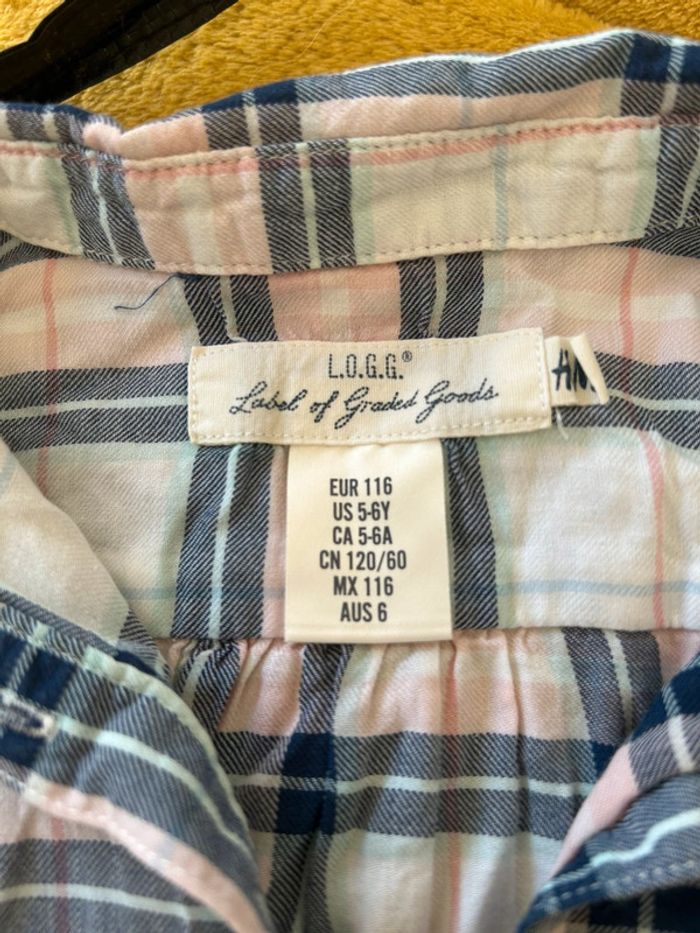 L.O.G.G.®
Label of Graded Goods
EUR 116
US 5-6Y
CA 5-6A
CN 120/60
MX 116
AUS 6